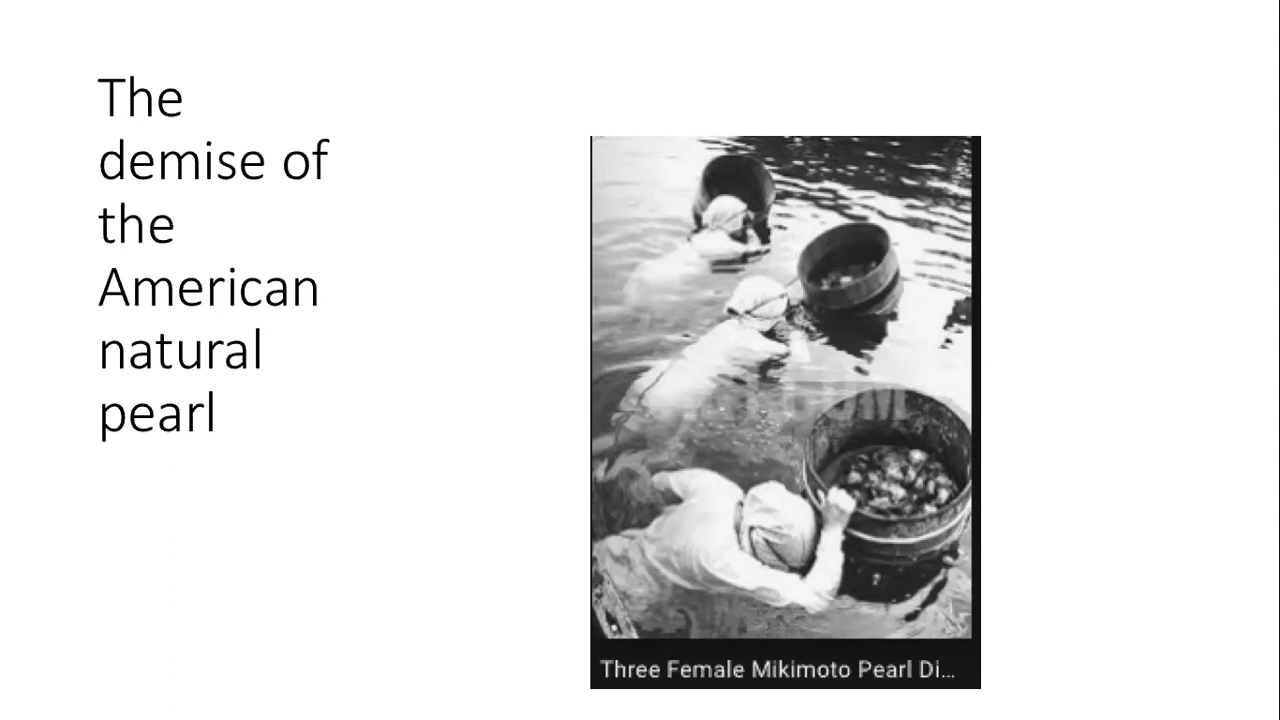 The
demise of
the
American
natural
pearl
Three Female Mikimoto Pearl Di...